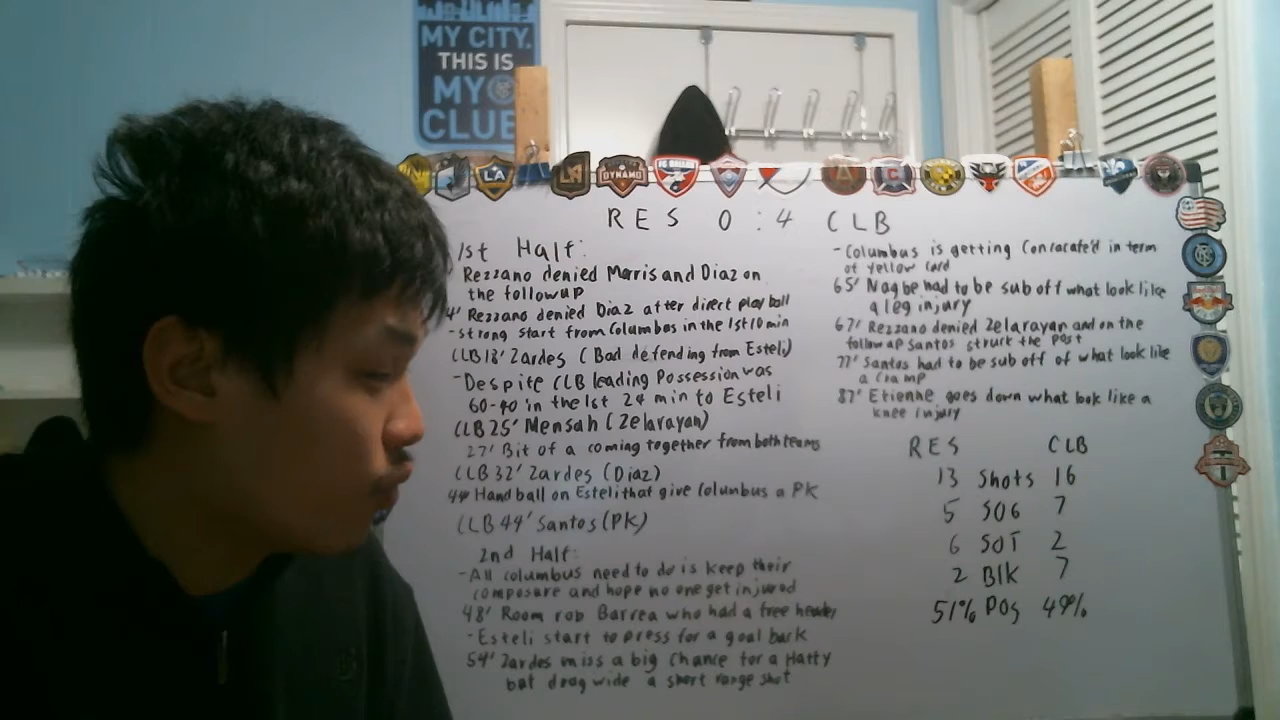 MY CITY.
THIS IS
MY
CLUB
LA
LA
DYNAMO
FC DALLAS
RES 0:4 CLB
1st Half:
Rezzano denied Morris and Diaz on
the followup
4' Rezzano denied Diaz after direct play ball
-Strong start from Columbus in the 1st 10 min
CLB 18' Zardes (Bad defending from Esteli)
-Despite CLB leading Possession was
60-40 in the 1st 24 min to Esteli
CLB 25' Mensah (Zelarayan)
27' Bit of a coming together from both teams
CLB 32' Zardes (Diaz)
44' Handball on Esteli that give Columbus a PK
CLB 44' Santos (PK)
2nd Half:
-All columbus need to do is keep their
composure and hope no one get injured
48' Room rob Barrea who had a free header
-Esteli start to press for a goal back
54' Zardes miss a big chance for a Hatty
but drag wide a short range shot
-Columbus is getting Concacafe'd in term
of yellow card
65' Nagbe had to be sub off what look like
a leg injury
67' Rezzano denied Zelarayan and on the
follow up Santos struck the post
77' Santos had to be sub off of what look like
a cramp
87' Etienne goes down what look like a
knee injury
RES CLB
13 Shots 16
5 SOG 7
6 SOT 2
2 Blk 7
51% Pos 49%